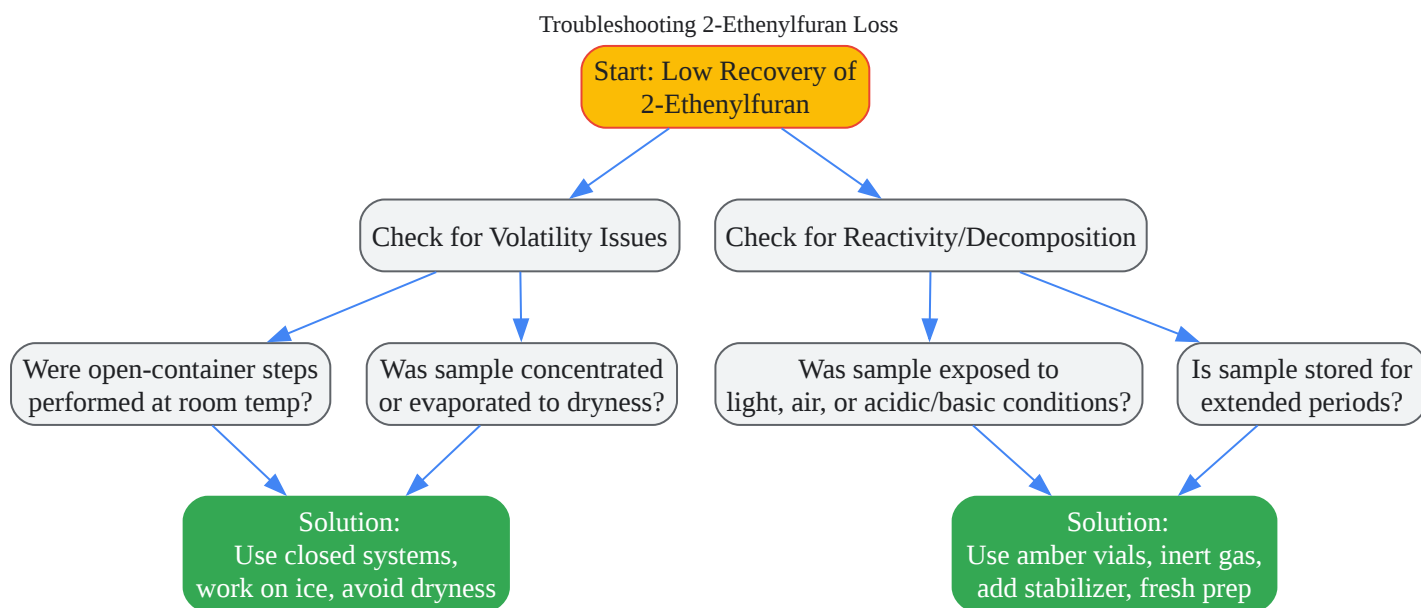 Troubleshooting 2-Ethenylfuran Loss
Start: Low Recovery of
2-Ethenylfuran
Check for Volatility Issues
Check for Reactivity/Decomposition
Were open-container steps
performed at room temp?
Was sample concentrated
or evaporated to dryness?
Was sample exposed to
light, air, or acidic/basic conditions?
Is sample stored for
extended periods?
Solution:
Use closed systems,
work on ice, avoid dryness
Solution:
Use amber vials, inert gas,
add stabilizer, fresh prep